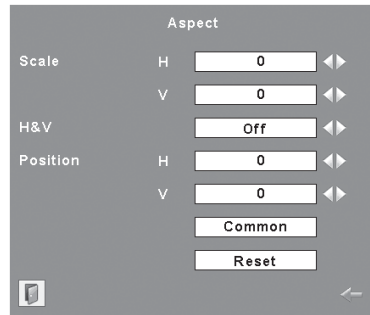 Aspect
Scale H 0
V 0
H&V Off
Position H 0
V 0
Common
Reset